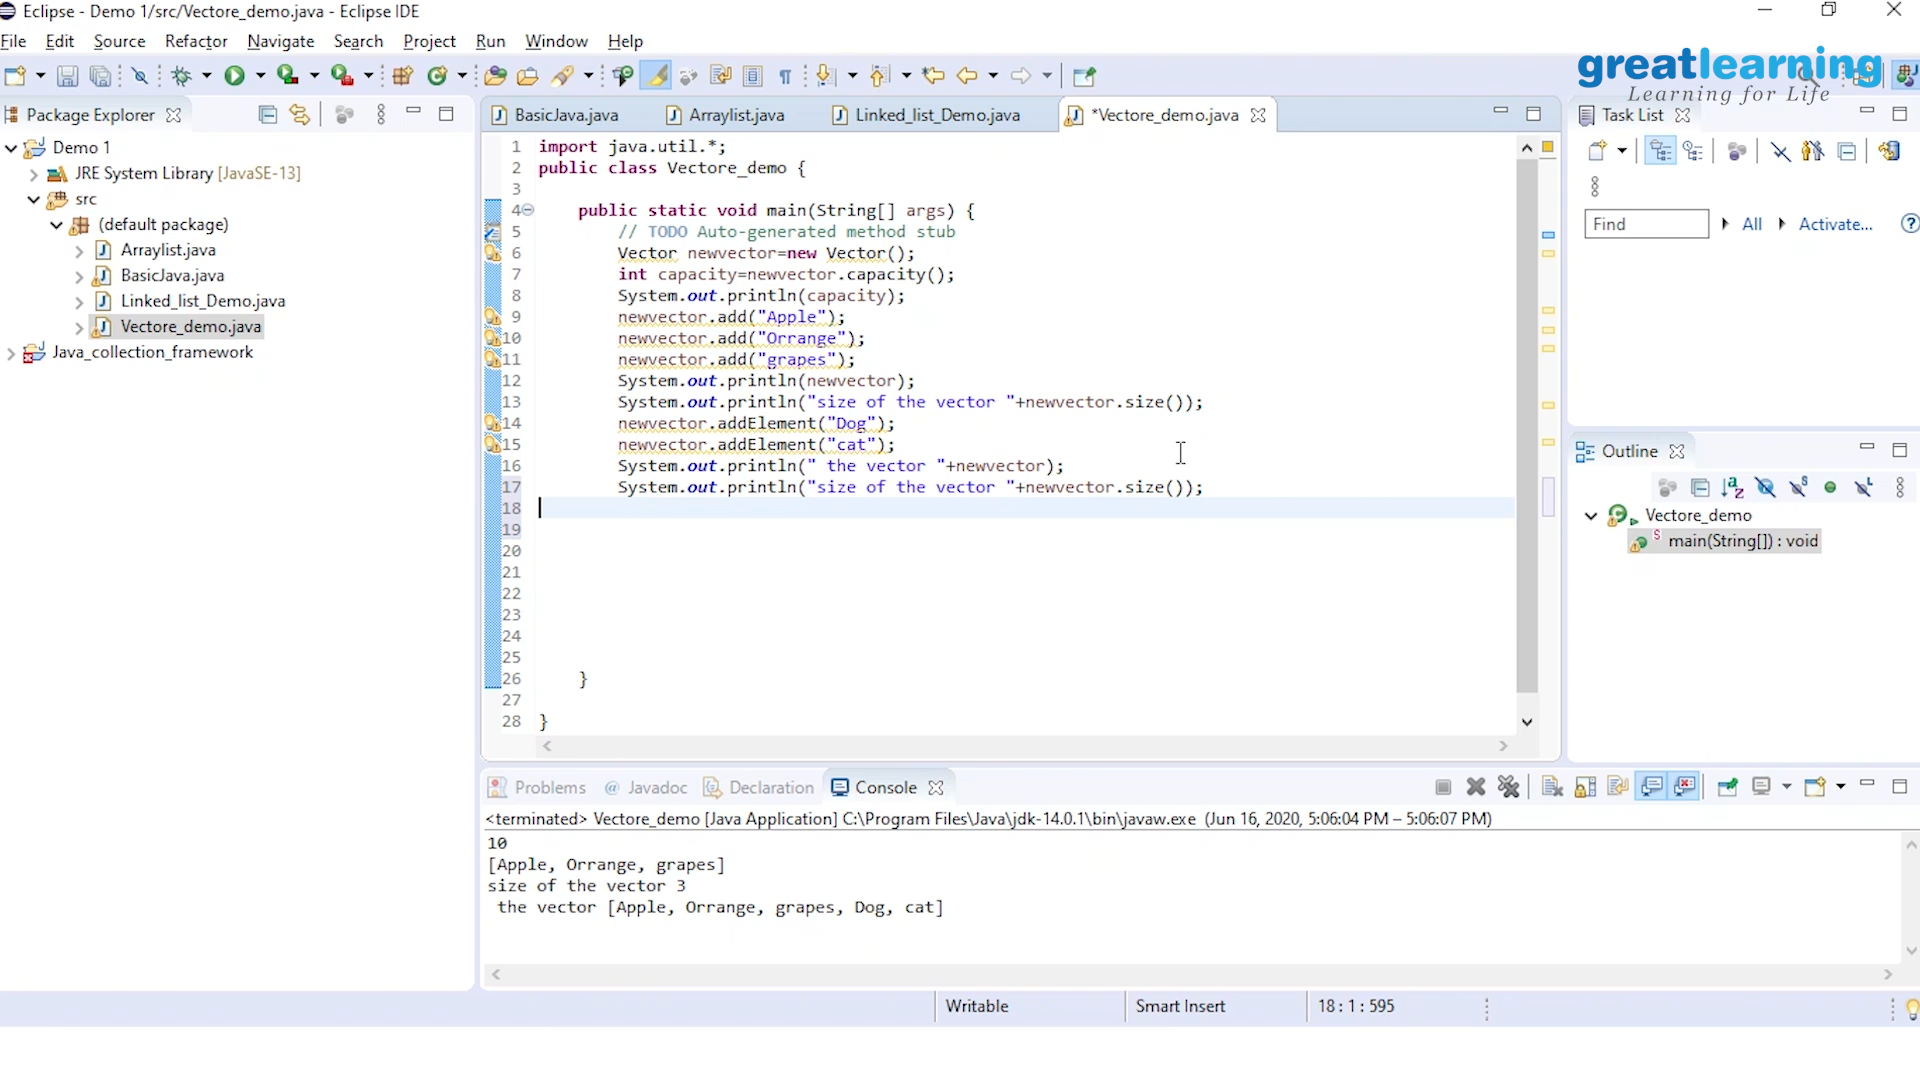 Eclipse - Demo 1/src/Vectore_demo.java - Eclipse IDE
File Edit Source Refactor Navigate Search Project Run Window Help
greatlearning
Learning for Life
Package Explorer
Demo 1
JRE System Library [JavaSE-13]
src
(default package)
Arraylist.java
BasicJava.java
Linked_list_Demo.java
Vectore_demo.java
Java_collection_framework
BasicJava.java Arraylist.java Linked_list_Demo.java *Vectore_demo.java
1 import java.util.*;
2 public class Vectore_demo {
3
4 public static void main(String[] args) {
5 // TODO Auto-generated method stub
6 Vector newvector=new Vector();
7 int capacity=newvector.capacity();
8 System.out.println(capacity);
9 newvector.add("Apple");
10 newvector.add("Orrange");
11 newvector.add("grapes");
12 System.out.println(newvector);
13 System.out.println("size of the vector "+newvector.size());
14 newvector.addElement("Dog");
15 newvector.addElement("cat");
16 System.out.println(" the vector "+newvector);
17 System.out.println("size of the vector "+newvector.size());
18
19
20
21
22
23
24
25
26 }
27
28 }
Task List
Find All Activate...
Outline
Vectore_demo
main(String[]) : void
Problems @ Javadoc Declaration Console
<terminated> Vectore_demo [Java Application] C:\Program Files\Java\jdk-14.0.1\bin\javaw.exe (Jun 16, 2020, 5:06:04 PM – 5:06:07 PM)
10
[Apple, Orrange, grapes]
size of the vector 3
the vector [Apple, Orrange, grapes, Dog, cat]
Writable Smart Insert 18 : 1 : 595